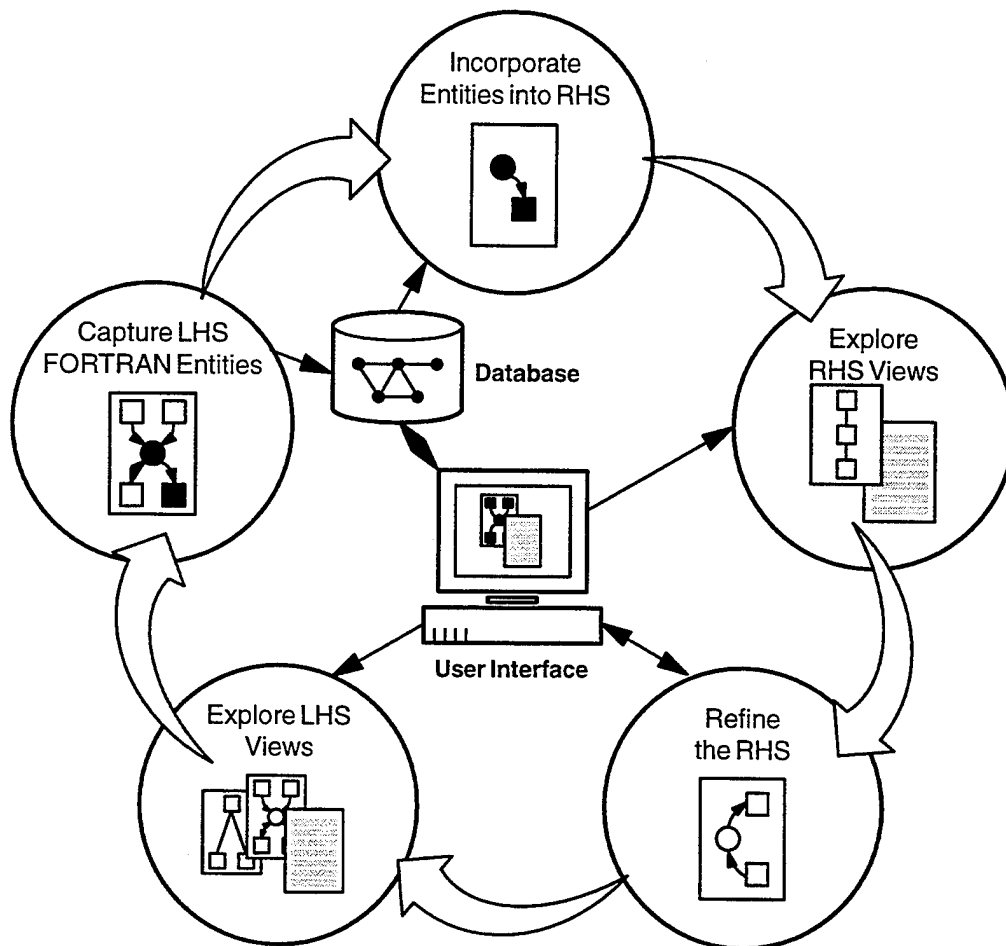 Incorporate
Entities into RHS
Capture LHS
FORTRAN Entities
Database
Explore
RHS Views
User Interface
Explore LHS
Views
Refine
the RHS